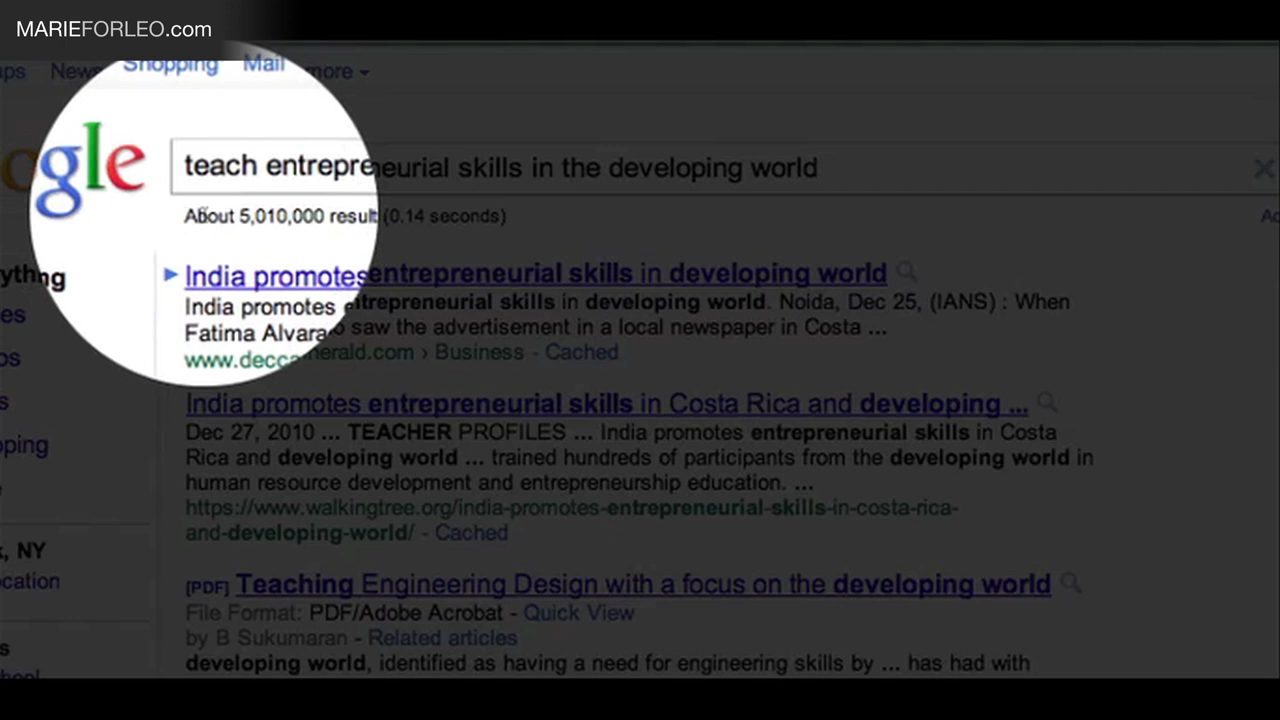 MARIEFORLEO.com
News Shopping Mail more
ogle
teach entrepreneurial skills in the developing world
About 5,010,000 result (0.14 seconds)
India promotes entrepreneurial skills in developing world
India promotes entrepreneurial skills in developing world. Noida, Dec 25, (IANS) : When
Fatima Alvarado saw the advertisement in a local newspaper in Costa ...
www.deccanherald.com › Business - Cached
India promotes entrepreneurial skills in Costa Rica and developing ...
Dec 27, 2010 ... TEACHER PROFILES ... India promotes entrepreneurial skills in Costa
Rica and developing world ... trained hundreds of participants from the developing world in
human resource development and entrepreneurship education. ...
https://www.walkingtree.org/india-promotes-entrepreneurial-skills-in-costa-rica-
and-developing-world/ - Cached
k, NY
[PDF] Teaching Engineering Design with a focus on the developing world
ocation
File Format: PDF/Adobe Acrobat - Quick View
by B Sukumaran - Related articles
developing world, identified as having a need for engineering skills by ... has had with